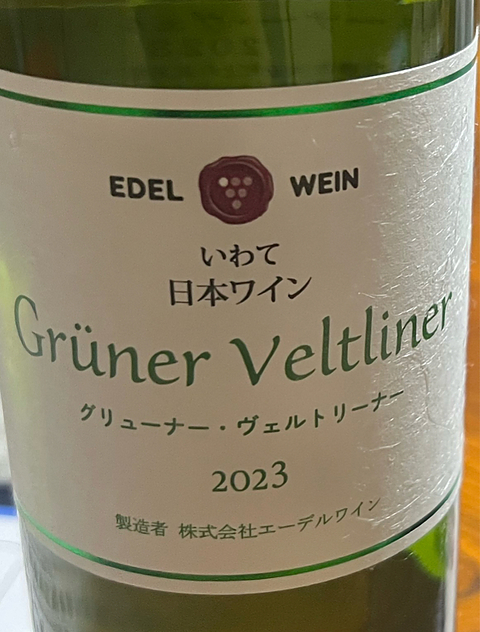 EDEL WEIN
いわて
日本ワイン
Grüner Veltliner
グリューナー・ヴェルトリーナー
2023
製造者 株式会社エーデルワイン